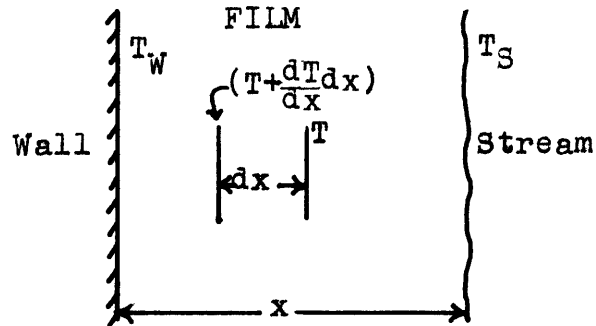 FILM
T_W
T_S
(T+dT/dx dx)
T
Wall
Stream
dx
x